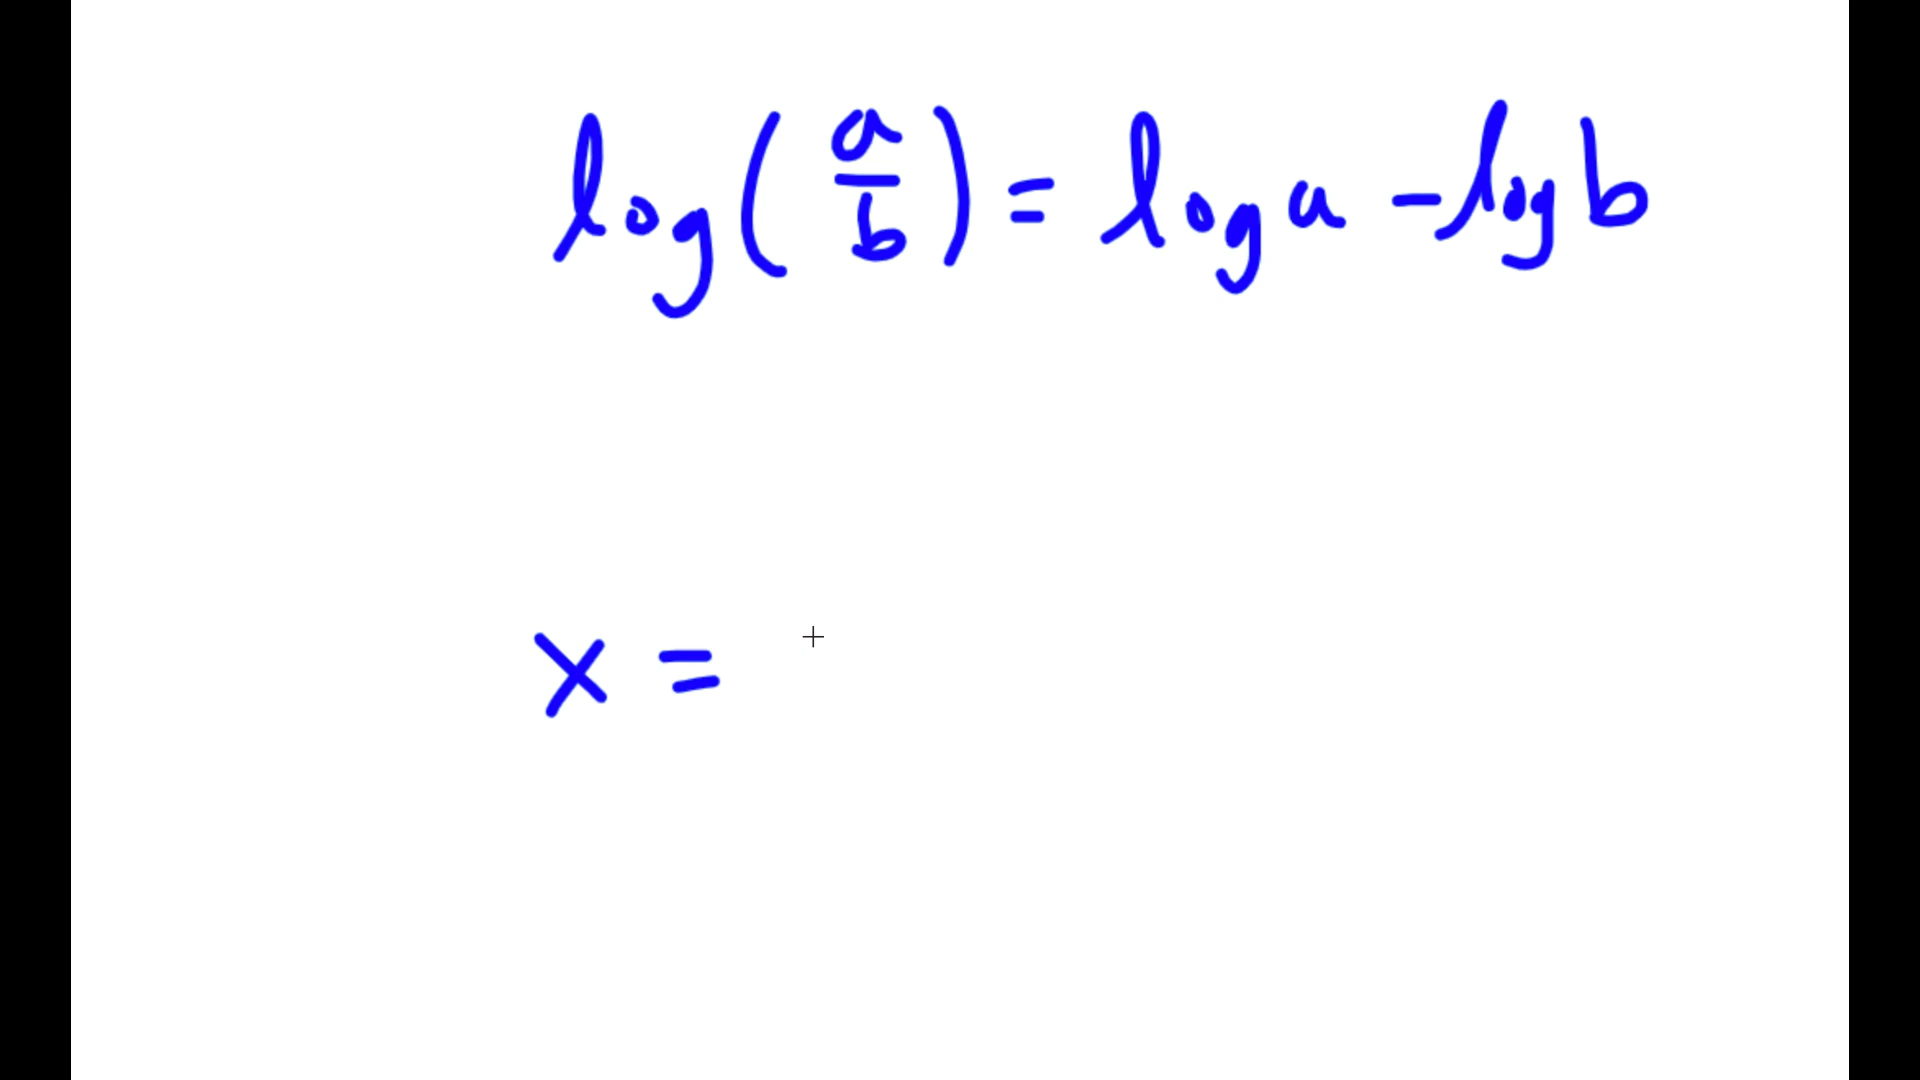 log(a/b) = log a - log b
x =